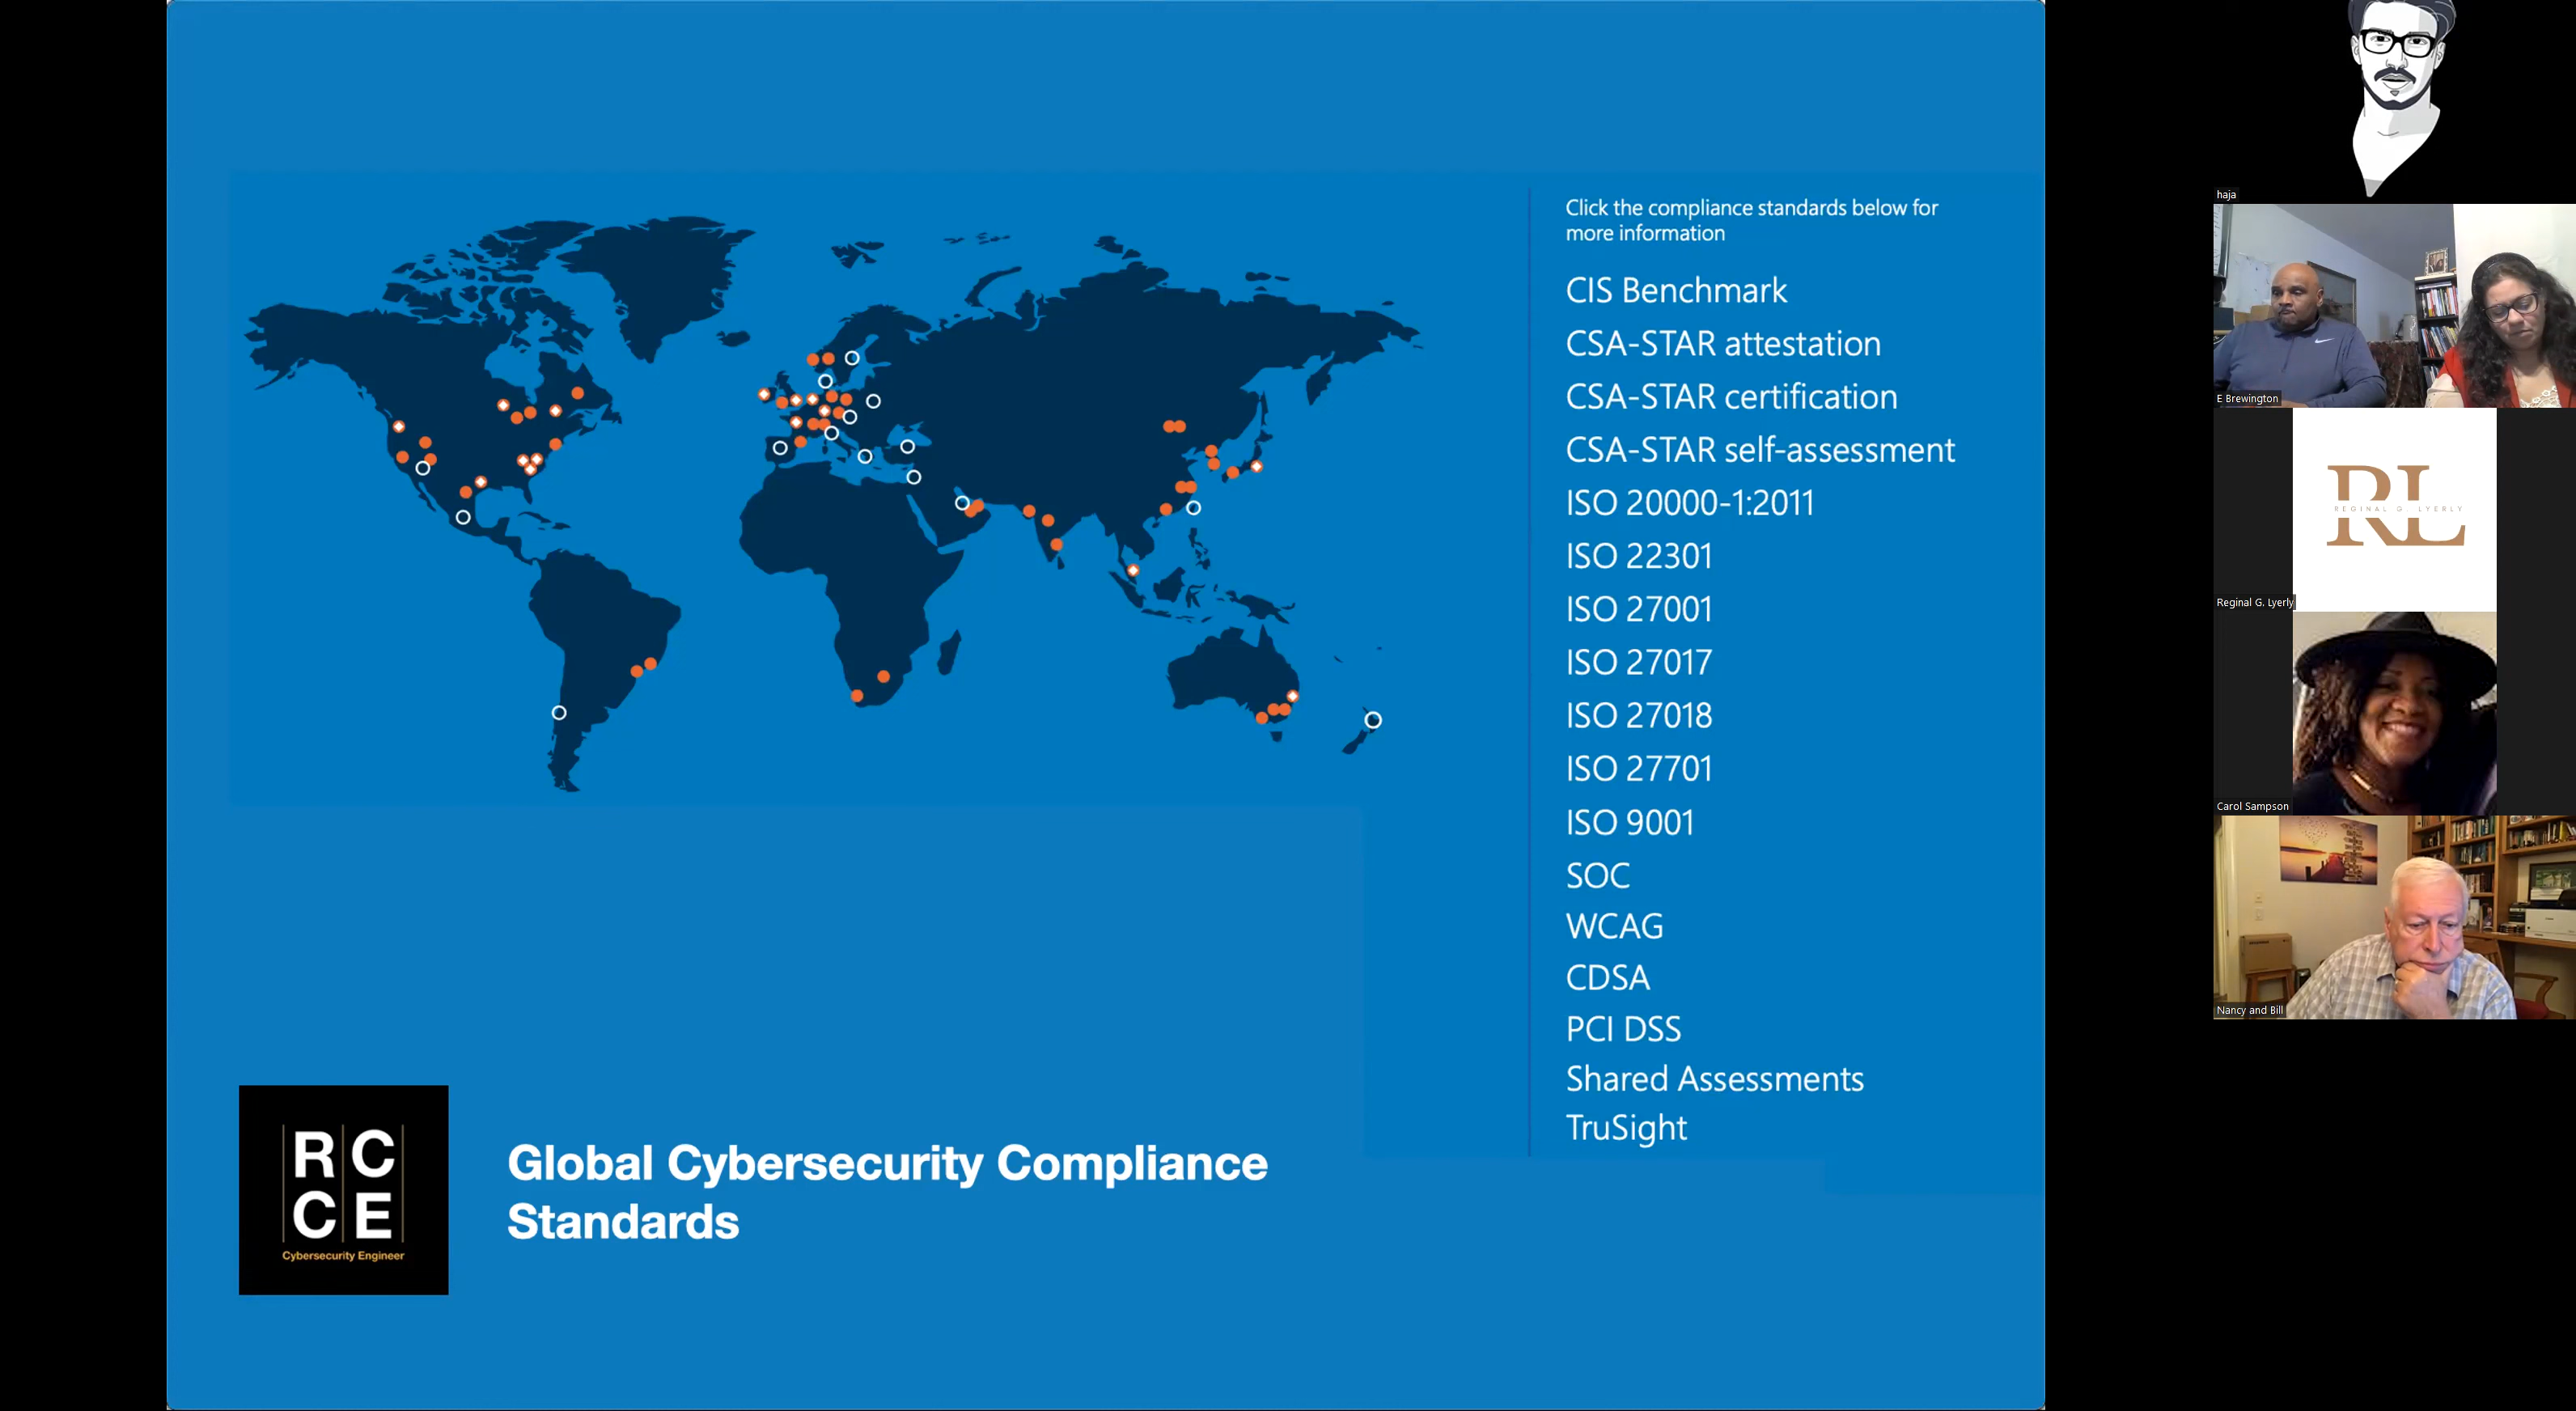 Click the compliance standards below for
more information
CIS Benchmark
CSA-STAR attestation
CSA-STAR certification
CSA-STAR self-assessment
ISO 20000-1:2011
ISO 22301
ISO 27001
ISO 27017
ISO 27018
ISO 27701
ISO 9001
SOC
WCAG
CDSA
PCI DSS
Shared Assessments
TruSight
R C
C E
Cybersecurity Engineer
Global Cybersecurity Compliance
Standards
haja
E Brewington
RL
REGINAL G. LYERLY
Reginal G. Lyerly
Carol Sampson
Nancy and Bill